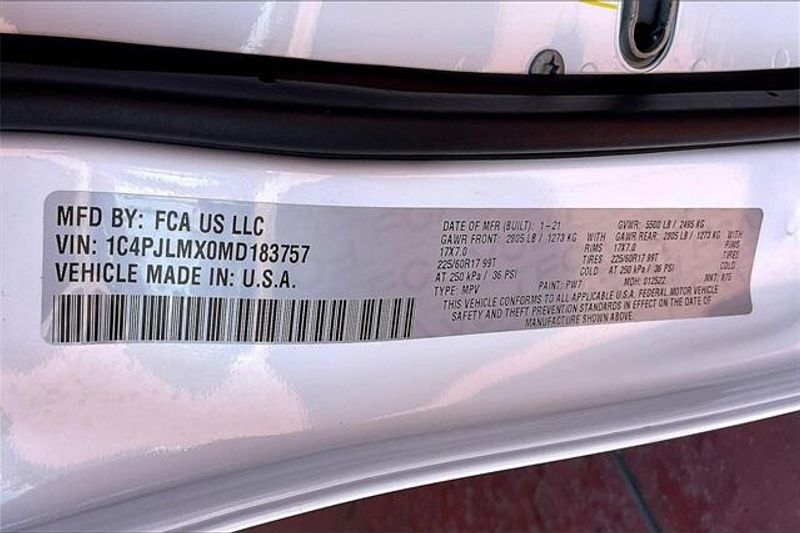 MFD BY: FCA US LLC
VIN: 1C4PJLMX0MD183757
VEHICLE MADE IN: U.S.A.
DATE OF MFR (BUILT): 1-21 GVWR: 5500 LB / 2495 KG
GAWR FRONT: 2805 LB / 1273 KG GAWR REAR: 2805 LB / 1273 KG
17X7.0 RIMS 17X7.0 RIMS
225/60R17 99T TIRES 225/60R17 99T TIRES
AT 250 kPa / 36 PSI COLD AT 250 kPa / 36 PSI COLD
TYPE: MPV PAINT: PW7 MDH: 012522 MKT: 875
THIS VEHICLE CONFORMS TO ALL APPLICABLE U.S.A. FEDERAL MOTOR VEHICLE
SAFETY AND THEFT PREVENTION STANDARDS IN EFFECT ON THE DATE OF
MANUFACTURE SHOWN ABOVE.